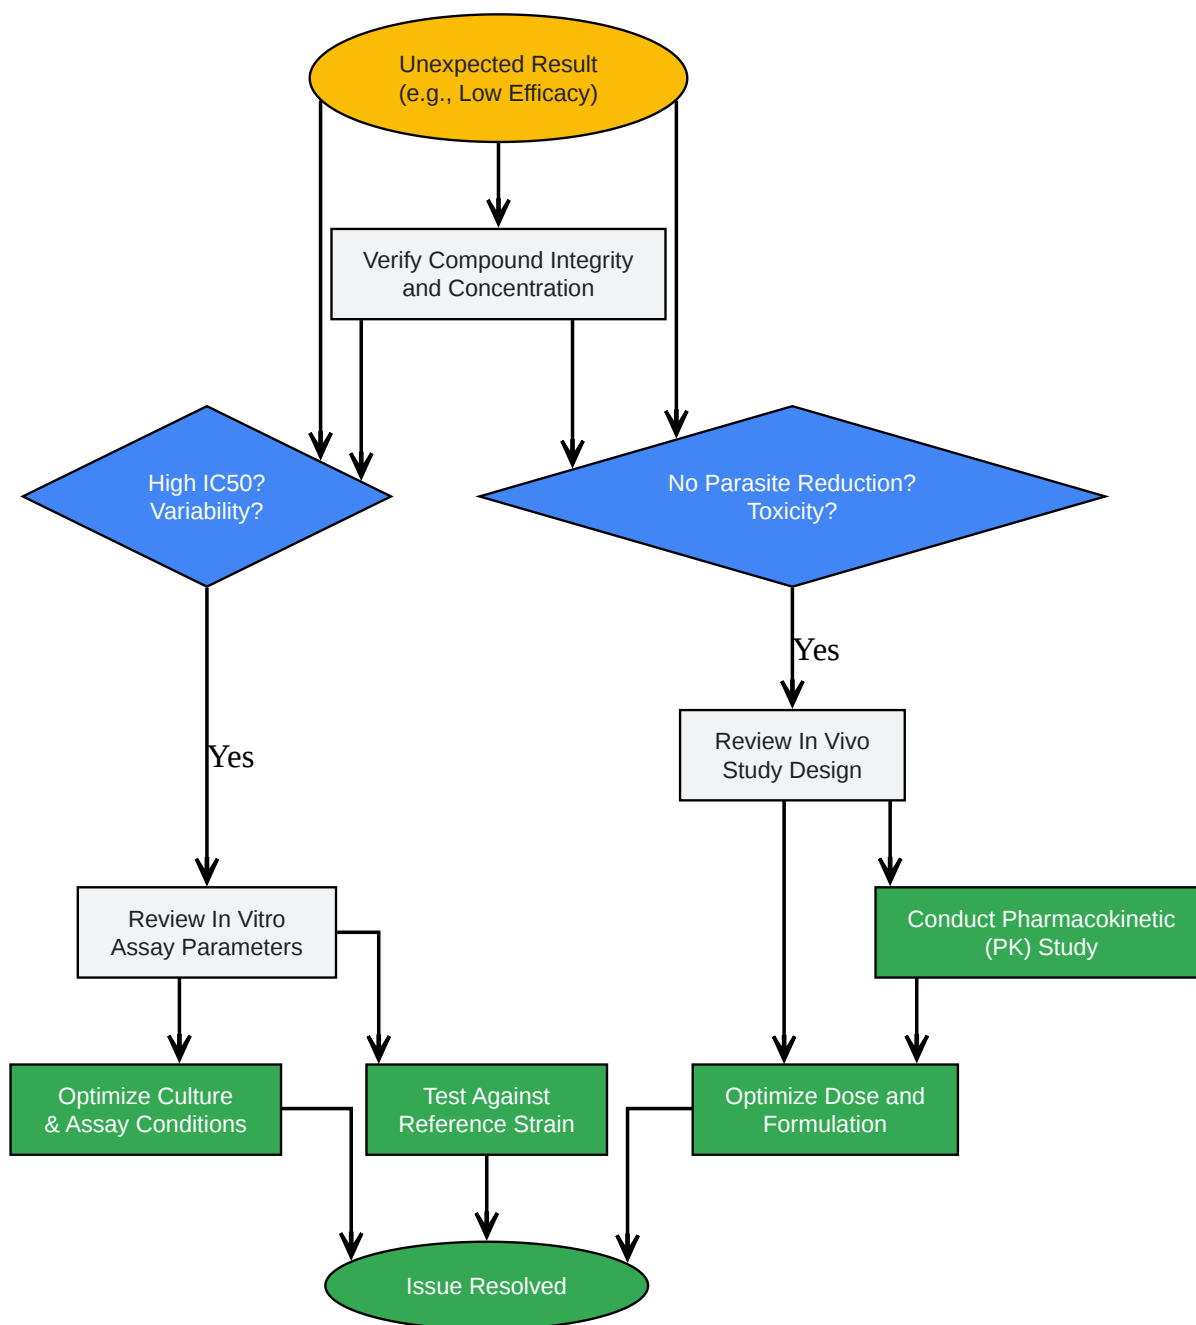 Unexpected Result
(e.g., Low Efficacy)
Verify Compound Integrity
and Concentration
High IC50?
Variability?
No Parasite Reduction?
Toxicity?
Yes
Review In Vivo
Study Design
Yes
Review In Vitro
Assay Parameters
Conduct Pharmacokinetic
(PK) Study
Optimize Culture
& Assay Conditions
Test Against
Reference Strain
Optimize Dose and
Formulation
Issue Resolved